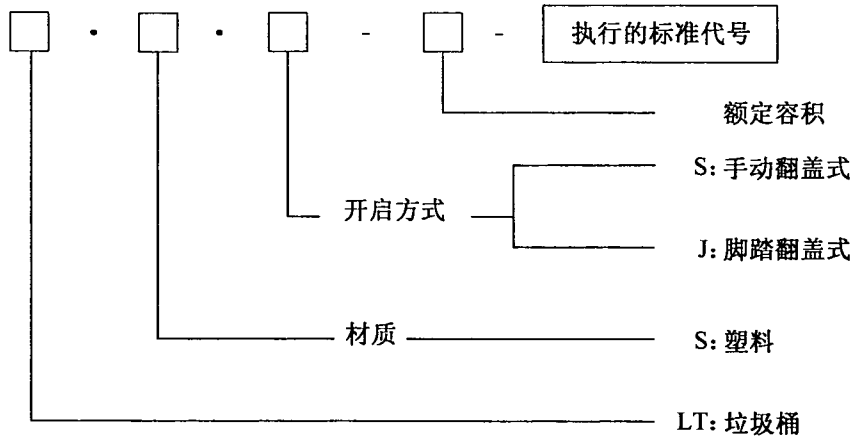 □ · □ · □ - □ - 执行的标准代号
额定容积
S: 手动翻盖式
开启方式
J: 脚踏翻盖式
材质
S: 塑料
LT: 垃圾桶